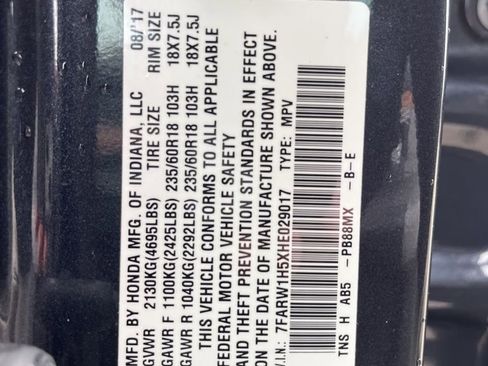 MFD. BY HONDA MFG. OF INDIANA, LLC 08/17
GVWR 2130KG(4695LBS) TIRE SIZE RIM SIZE
GAWR F 1100KG(2425LBS) 235/60R18 103H 18X7.5J
GAWR R 1040KG(2292LBS) 235/60R18 103H 18X7.5J
THIS VEHICLE CONFORMS TO ALL APPLICABLE
FEDERAL MOTOR VEHICLE SAFETY
AND THEFT PREVENTION STANDARDS IN EFFECT
ON THE DATE OF MANUFACTURE SHOWN ABOVE.
V.I.N.: 7FARW1H5XHE029017 TYPE: MPV
TNS H AB5 -PB88MX -B-E